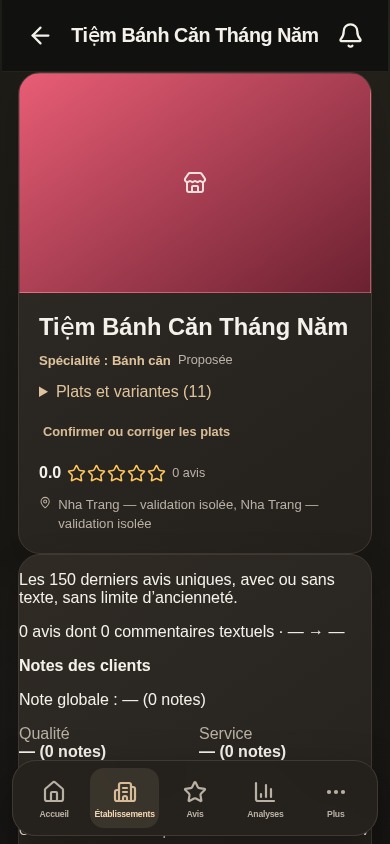 Tiệm Bánh Căn Tháng Năm
Tiệm Bánh Căn Tháng Năm
Spécialité : Bánh căn Proposée
Plats et variantes (11)
Confirmer ou corriger les plats
0.0 0 avis
Nha Trang — validation isolée, Nha Trang —
validation isolée
Les 150 derniers avis uniques, avec ou sans
texte, sans limite d’ancienneté.
0 avis dont 0 commentaires textuels · — → —
Notes des clients
Note globale : — (0 notes)
Qualité Service
— (0 notes) — (0 notes)
Accueil Établissements Avis Analyses Plus